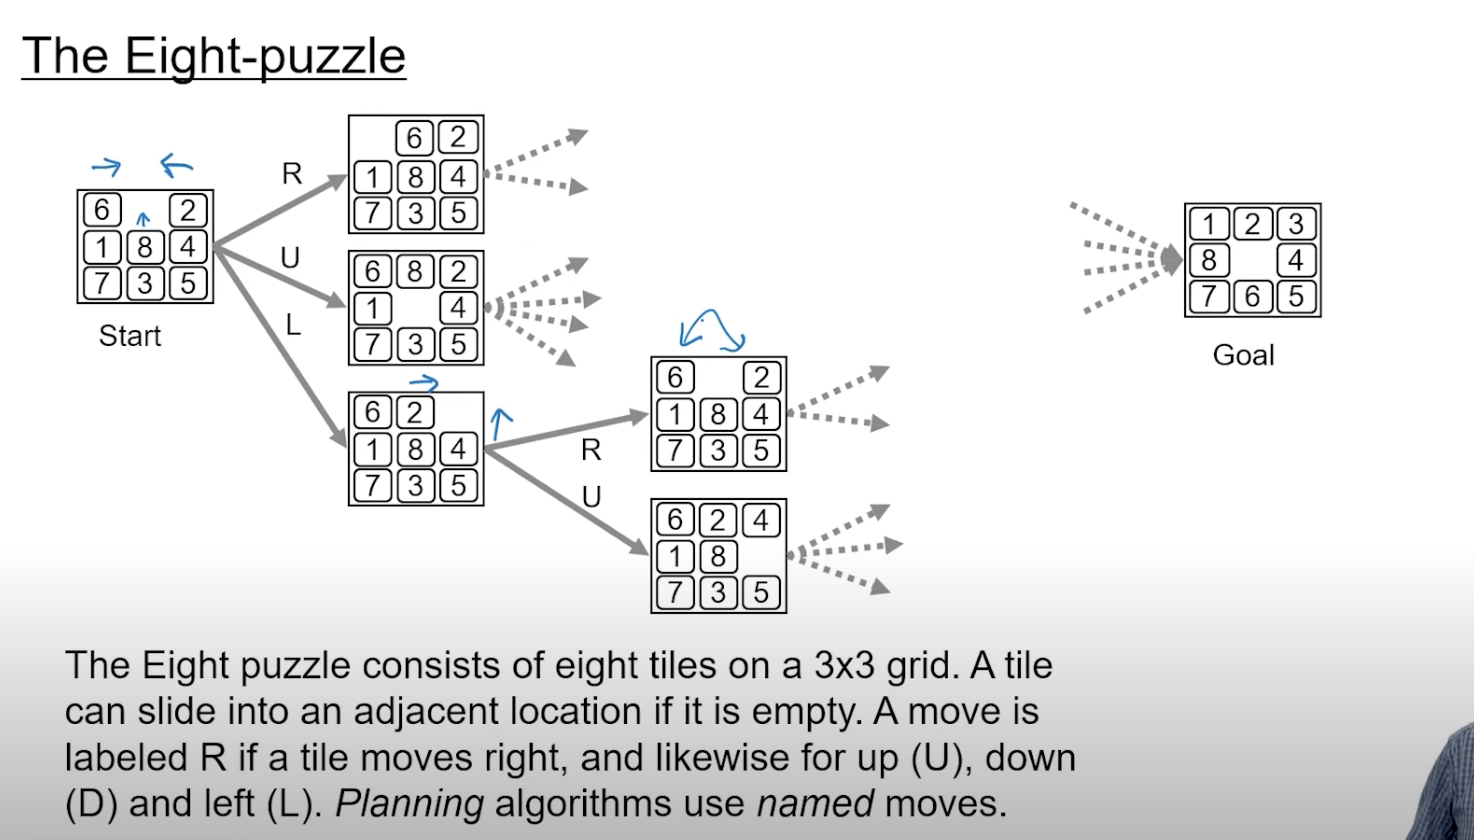 The Eight-puzzle
6 2
1 8 4
7 3 5
Start
R
U
L
6 2
1 8 4
7 3 5
6 8 2
1 4
7 3 5
6 2
1 8 4
7 3 5
R
U
6 2
1 8 4
7 3 5
6 2 4
1 8
7 3 5
1 2 3
8 4
7 6 5
Goal
The Eight puzzle consists of eight tiles on a 3x3 grid. A tile
can slide into an adjacent location if it is empty. A move is
labeled R if a tile moves right, and likewise for up (U), down
(D) and left (L). Planning algorithms use named moves.